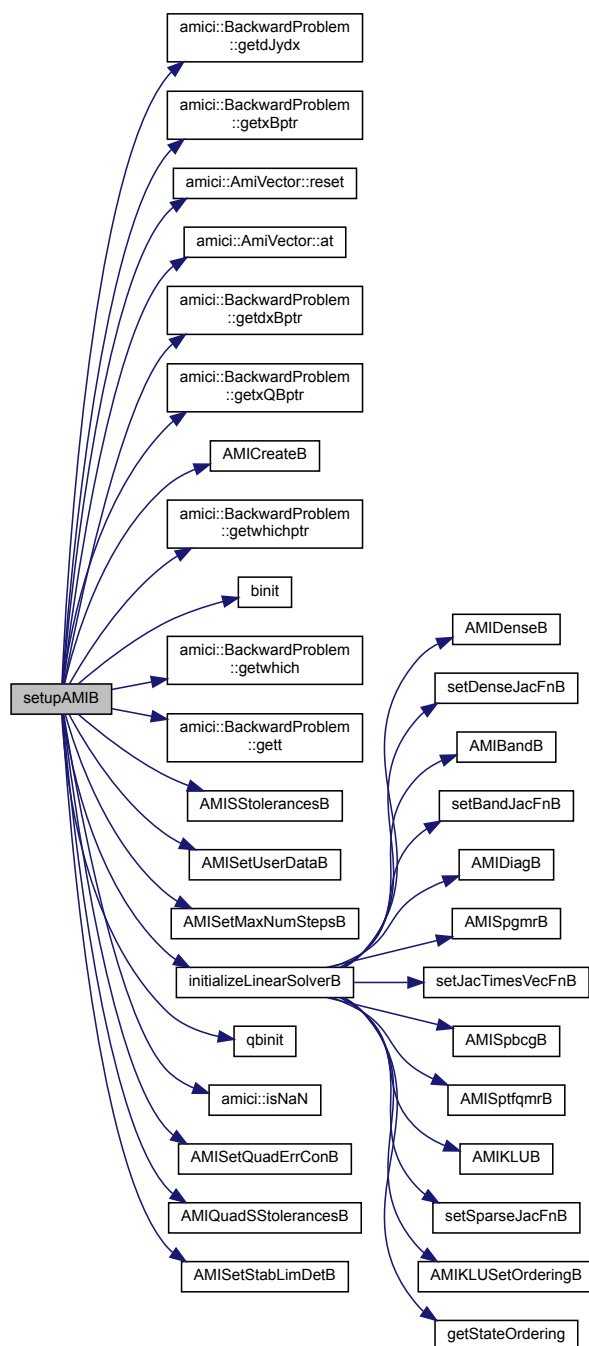 setupAMIB
amici::BackwardProblem
::getdJydx
amici::BackwardProblem
::getxBptr
amici::AmiVector::reset
amici::AmiVector::at
amici::BackwardProblem
::getdxBptr
amici::BackwardProblem
::getxQBptr
AMICreateB
amici::BackwardProblem
::getwhichptr
binit
amici::BackwardProblem
::getwhich
amici::BackwardProblem
::gett
AMISStolerancesB
AMISetUserDataB
AMISetMaxNumStepsB
initializeLinearSolverB
qbinit
amici::isNaN
AMISetQuadErrConB
AMIQuadSStolerancesB
AMISetStabLimDetB
AMIDenseB
setDenseJacFnB
AMIBandB
setBandJacFnB
AMIDiagB
AMISpgmrB
setJacTimesVecFnB
AMISpbcgB
AMISptfqmrB
AMIKLUB
setSparseJacFnB
AMIKLUSetOrderingB
getStateOrdering